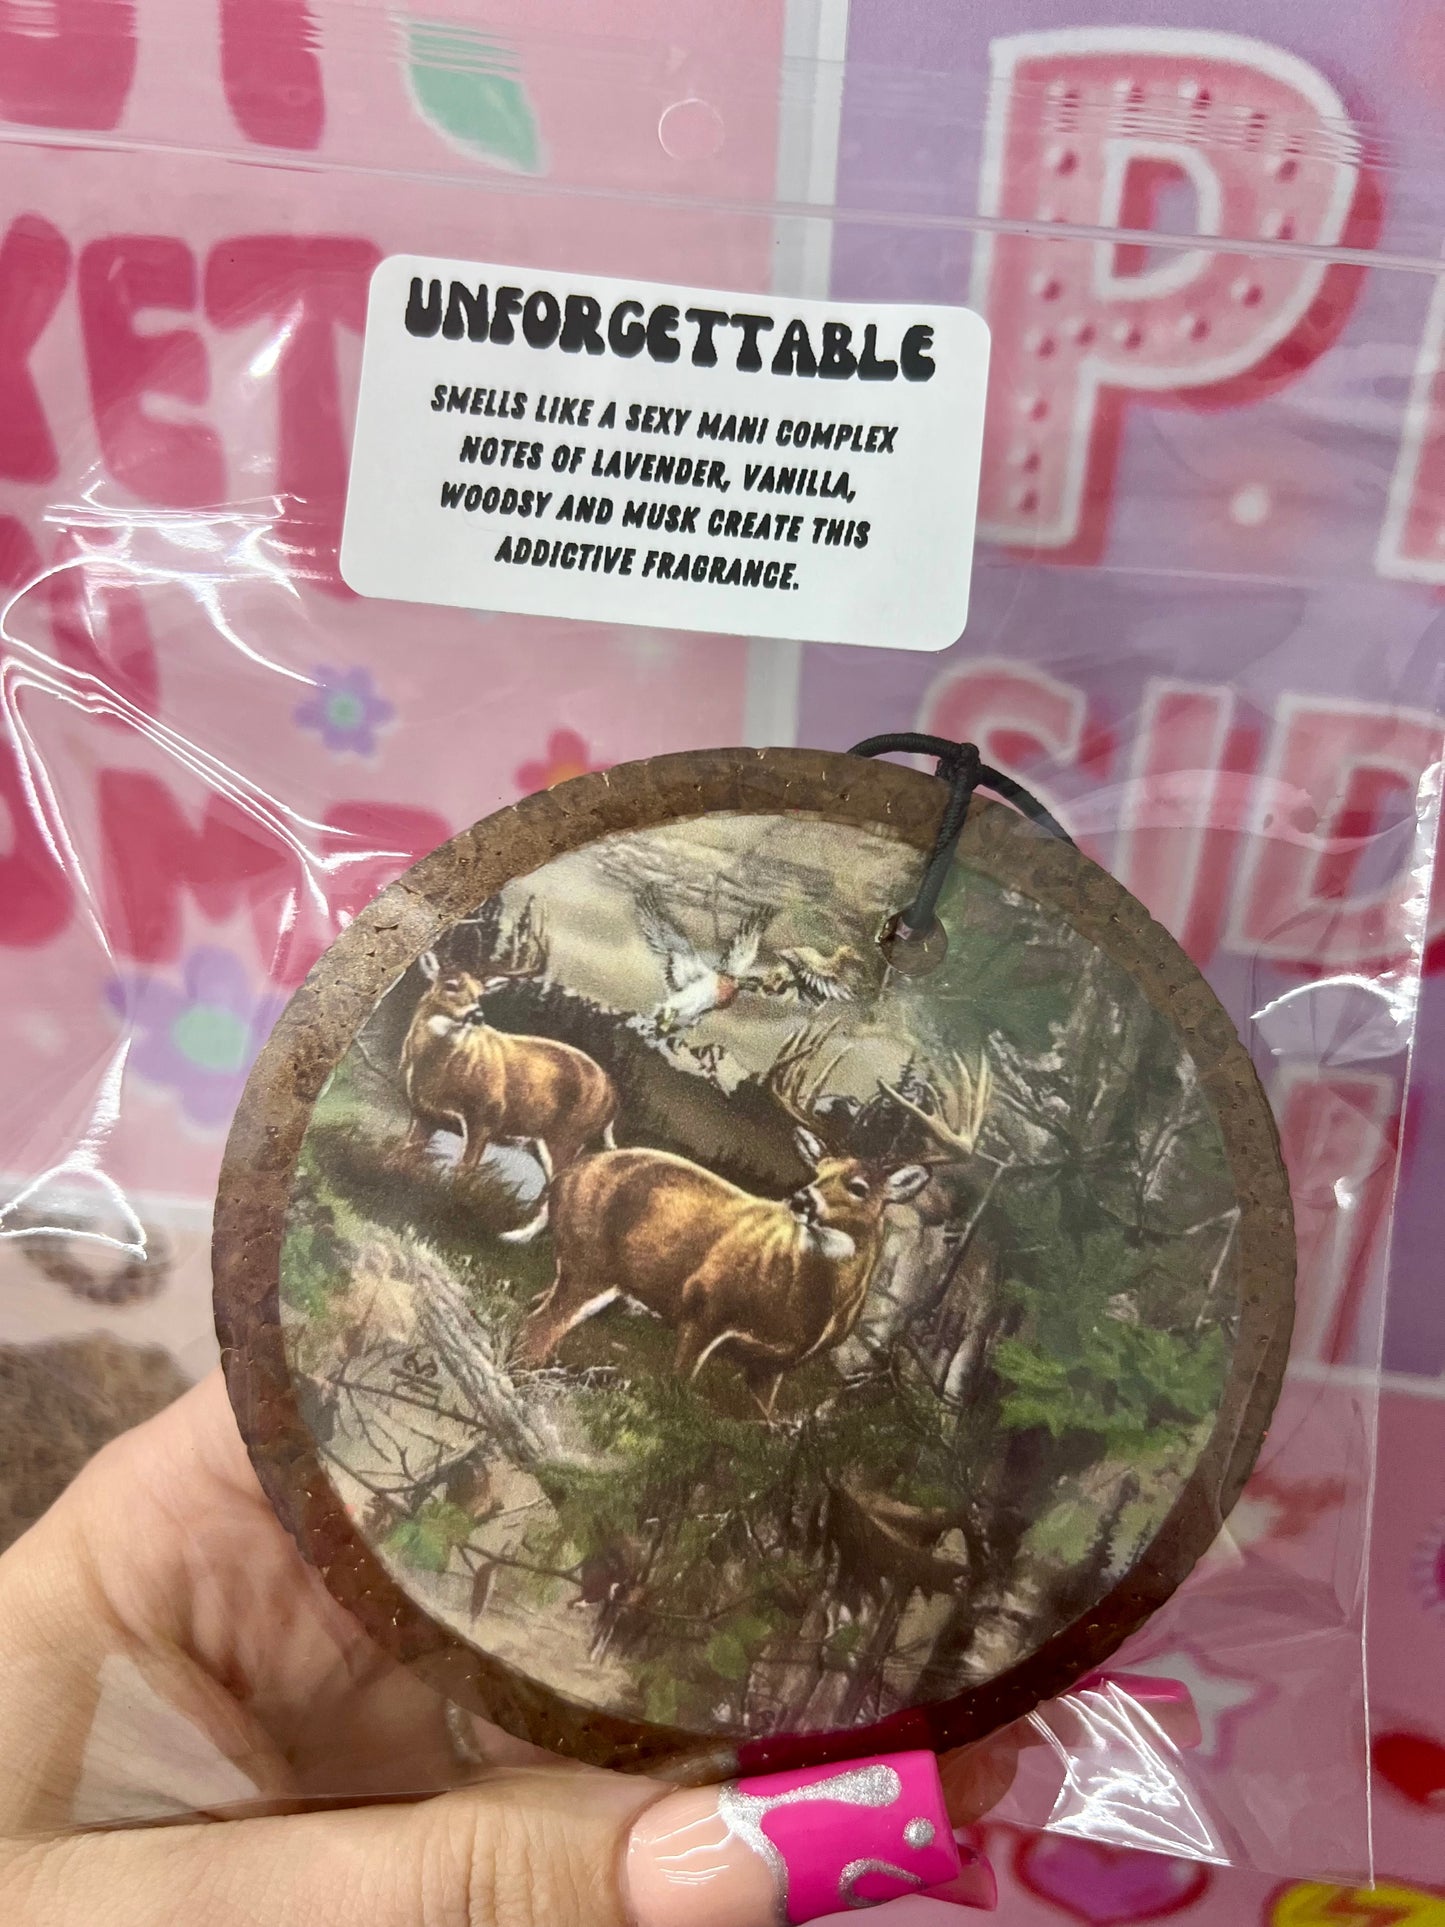 UNFORGETTABLE
SMELLS LIKE A SEXY MAN! COMPLEX
NOTES OF LAVENDER, VANILLA,
WOODSY AND MUSK CREATE THIS
ADDICTIVE FRAGRANCE.